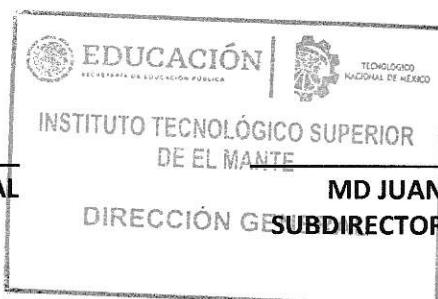 EDUCACIÓN
SECRETARÍA DE EDUCACIÓN PÚBLICA
TECNOLÓGICO
NACIONAL DE MÉXICO
INSTITUTO TECNOLÓGICO SUPERIOR
DE EL MANTE
AL
MD JUAN
DIRECCIÓN
SUBDIRECTOR